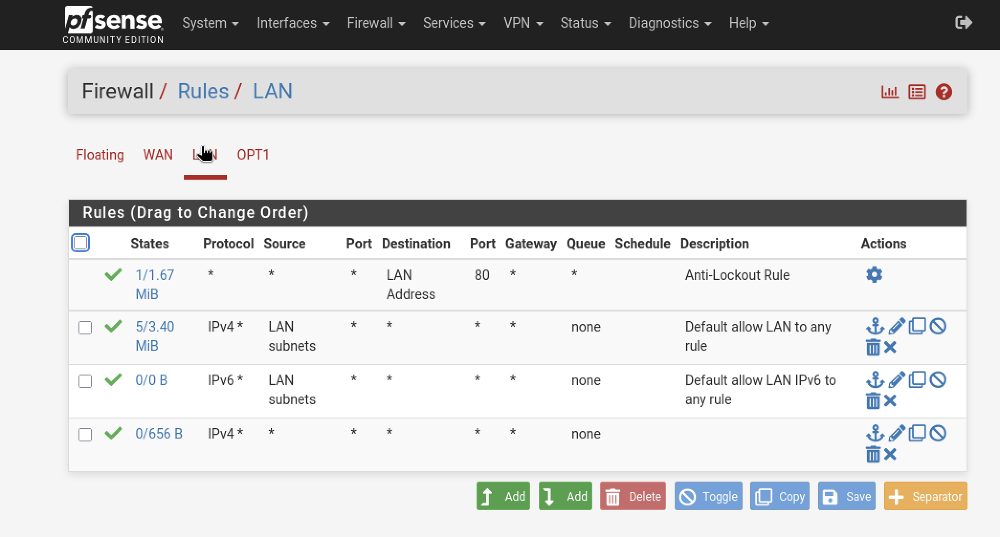 pfsense
COMMUNITY EDITION
System Interfaces Firewall Services VPN Status Diagnostics Help
Firewall / Rules / LAN
Floating WAN OPT1
Rules (Drag to Change Order)
States Protocol Source Port Destination Port Gateway Queue Schedule Description Actions
1/1.67 * * * LAN 80 * * Anti-Lockout Rule
MiB Address
5/3.40 IPv4 * LAN * * * * none Default allow LAN to any
MiB subnets rule
0/0 B IPv6 * LAN * * * * none Default allow LAN IPv6 to
subnets any rule
0/656 B IPv4 * * * * * * none
Add Add Delete Toggle Copy Save Separator